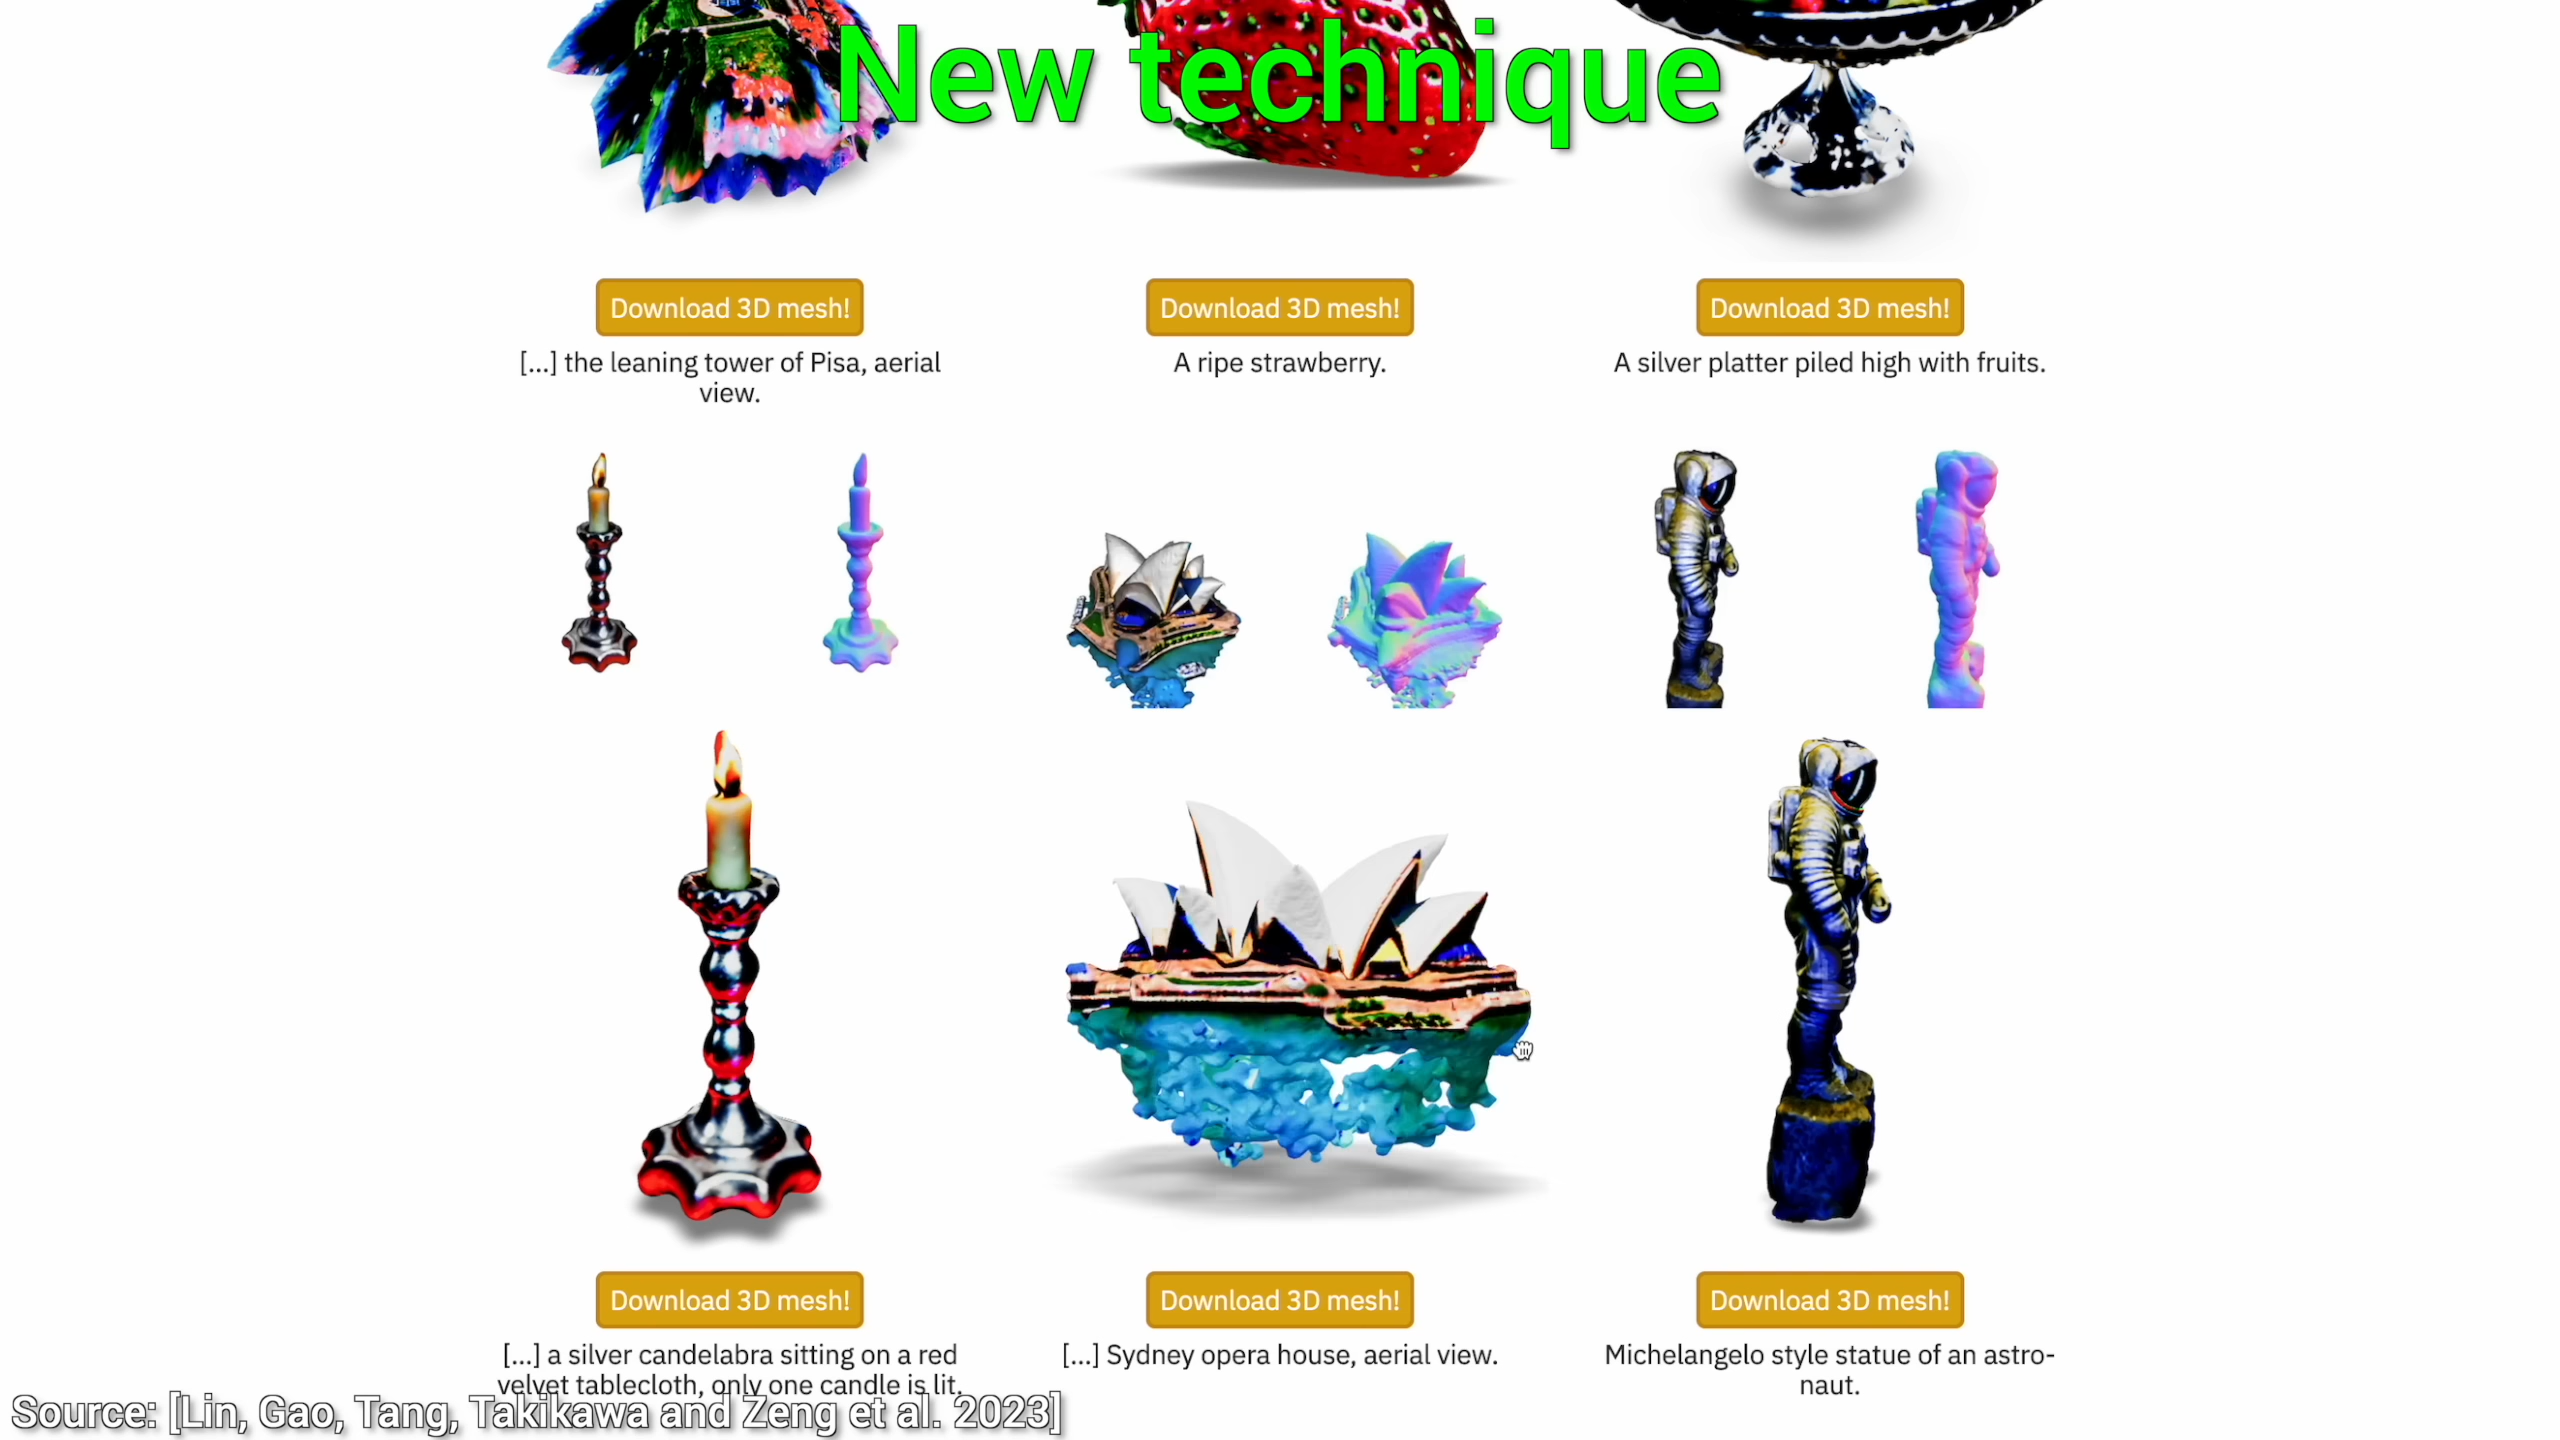 New technique
Download 3D mesh!
Download 3D mesh!
Download 3D mesh!
[...] the leaning tower of Pisa, aerial
view.
A ripe strawberry.
A silver platter piled high with fruits.
Download 3D mesh!
Download 3D mesh!
Download 3D mesh!
[...] a silver candelabra sitting on a red
velvet tablecloth, only one candle is lit.
[...] Sydney opera house, aerial view.
Michelangelo style statue of an astro-
naut.
Source: [Lin, Gao, Tang, Takikawa and Zeng et al. 2023]